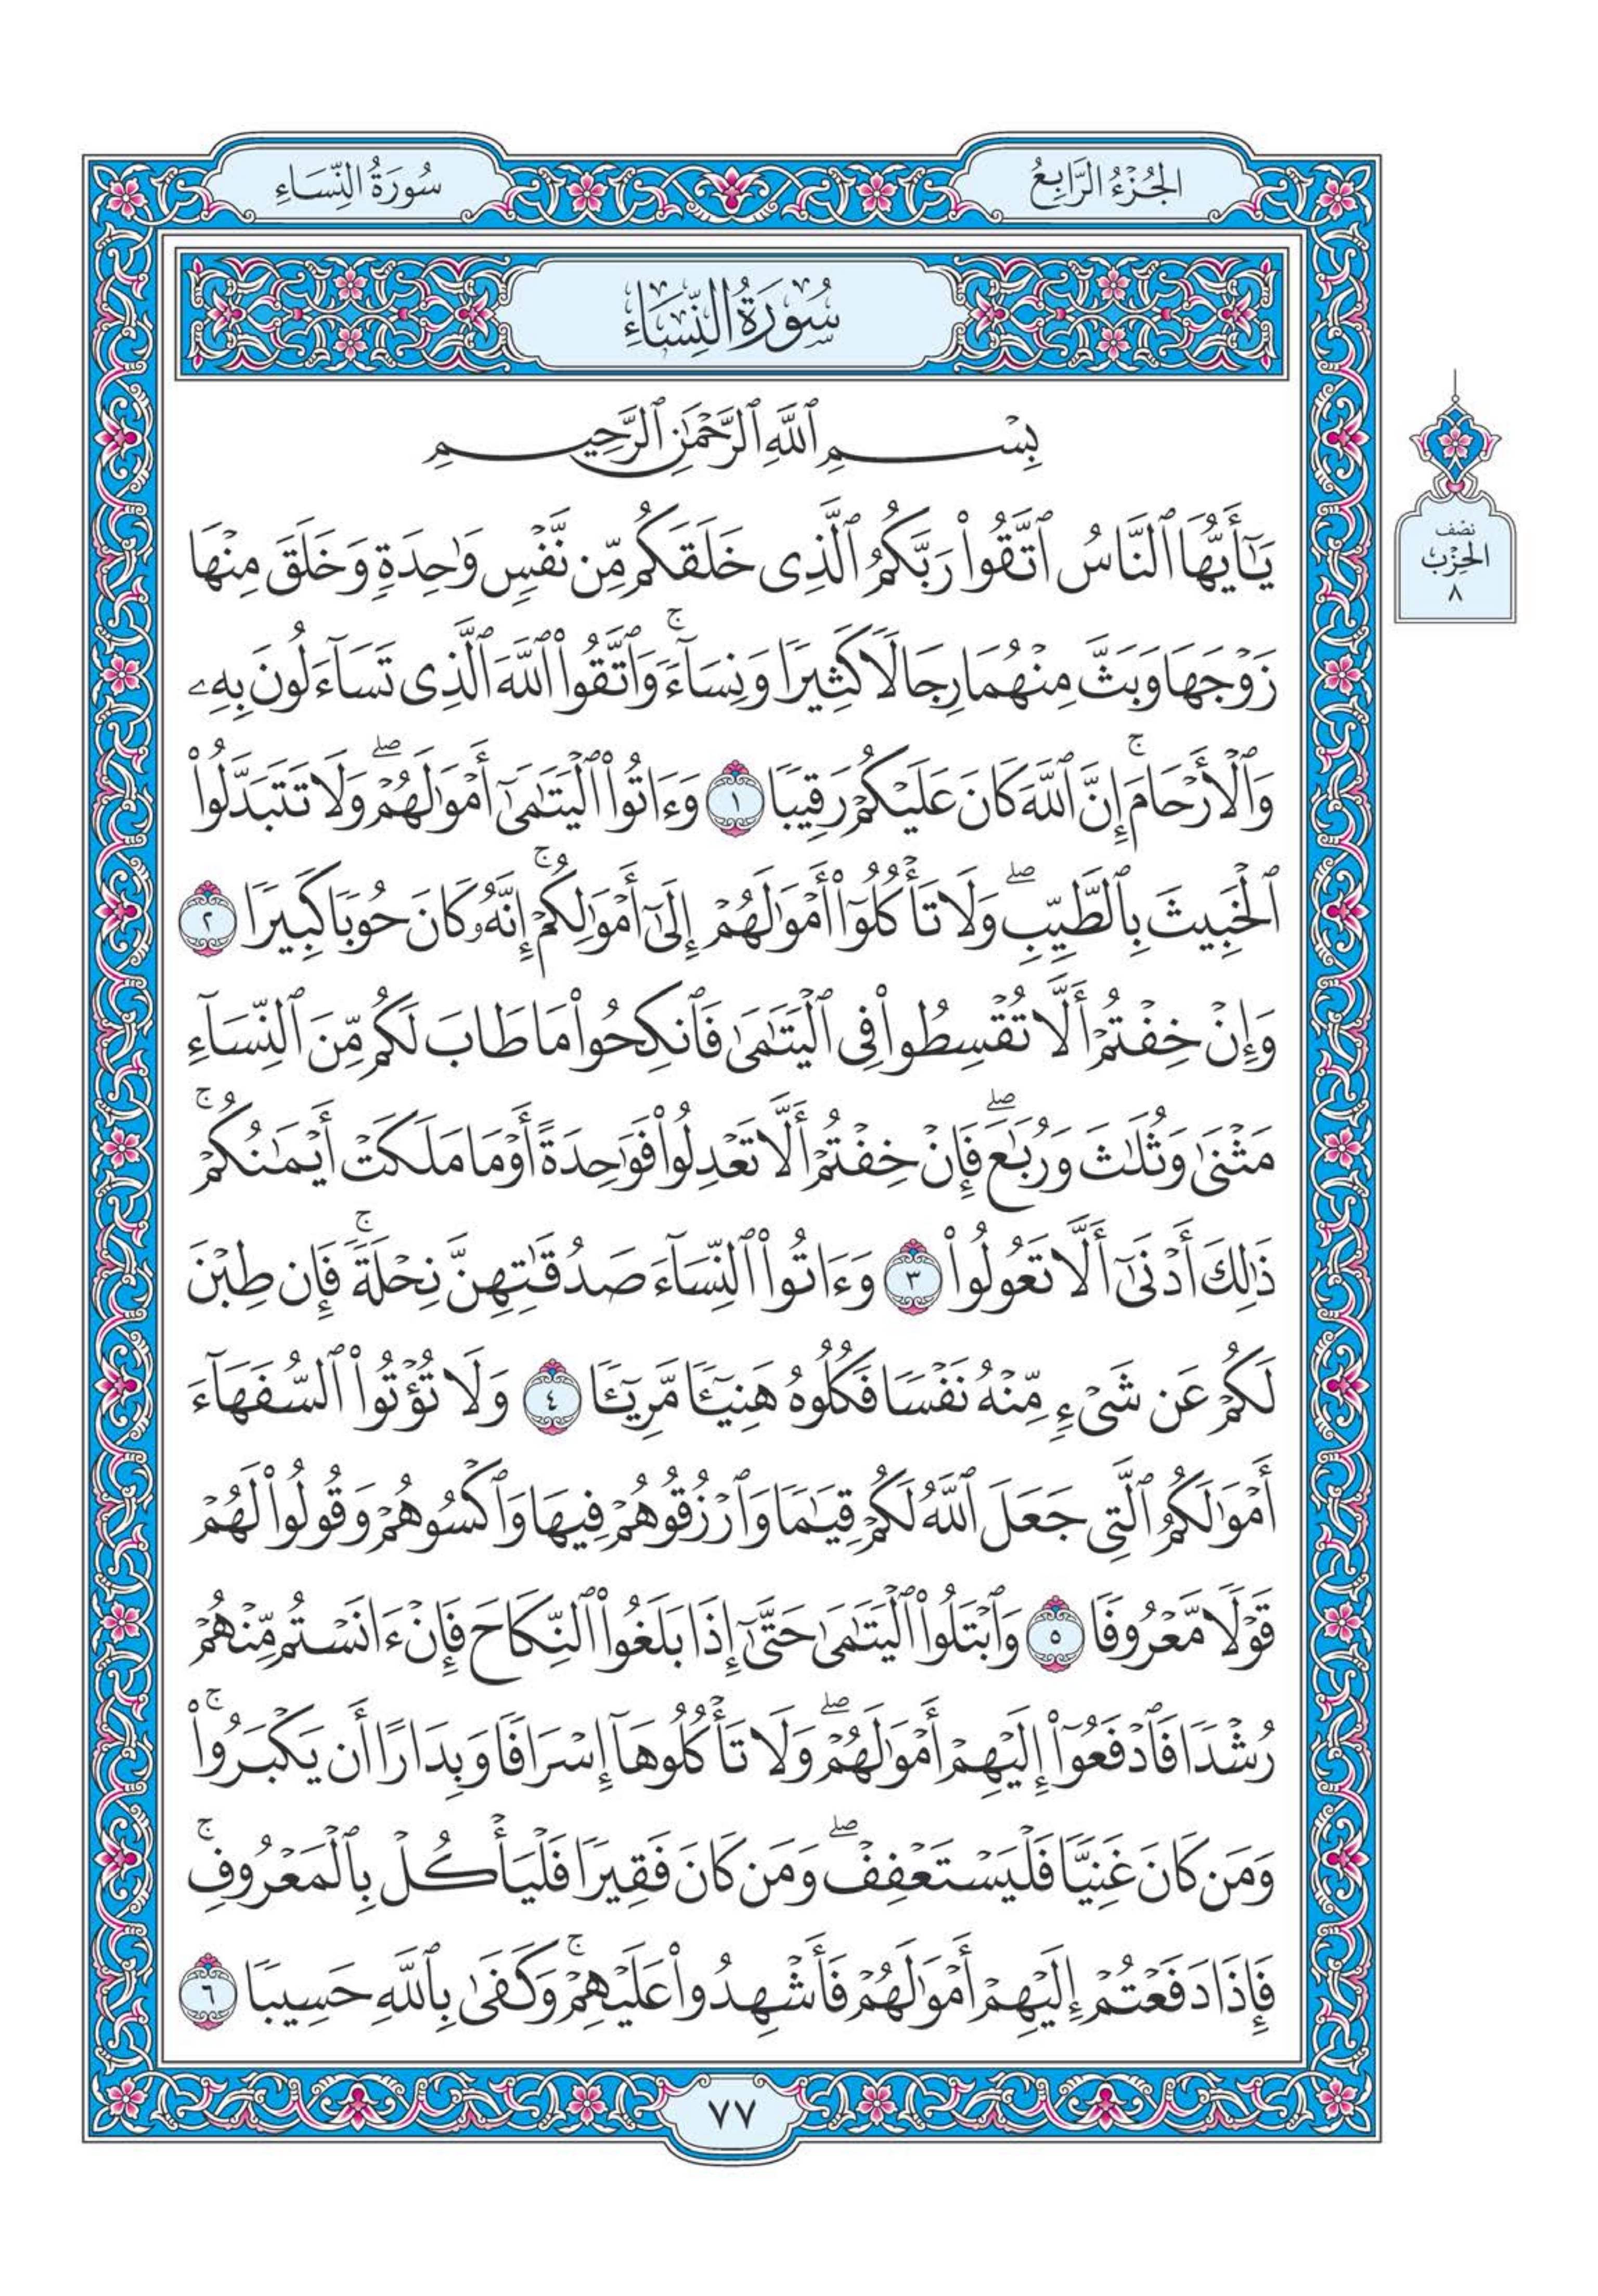 الجُزْءُ الرَّابِعُ
سُورَةُ النِّسَاءِ
سُورَةُ النِّسَاءِ
بِسْمِ ٱللَّهِ ٱلرَّحْمَٰنِ ٱلرَّحِيمِ
يَٰٓأَيُّهَا ٱلنَّاسُ ٱتَّقُواْ رَبَّكُمُ ٱلَّذِى خَلَقَكُم مِّن نَّفْسٍ وَٰحِدَةٍ وَخَلَقَ مِنْهَا
زَوْجَهَا وَبَثَّ مِنْهُمَا رِجَالًا كَثِيرًا وَنِسَآءً ۚ وَٱتَّقُواْ ٱللَّهَ ٱلَّذِى تَسَآءَلُونَ بِهِۦ
وَٱلْأَرْحَامَ ۚ إِنَّ ٱللَّهَ كَانَ عَلَيْكُمْ رَقِيبًا ١ وَءَاتُواْ ٱلْيَتَٰمَىٰٓ أَمْوَٰلَهُمْ ۖ وَلَا تَتَبَدَّلُواْ
ٱلْخَبِيثَ بِٱلطَّيِّبِ ۖ وَلَا تَأْكُلُوٓاْ أَمْوَٰلَهُمْ إِلَىٰٓ أَمْوَٰلِكُمْ ۚ إِنَّهُۥ كَانَ حُوبًا كَبِيرًا ٢
وَإِنْ خِفْتُمْ أَلَّا تُقْسِطُواْ فِى ٱلْيَتَٰمَىٰ فَٱنكِحُواْ مَا طَابَ لَكُم مِّنَ ٱلنِّسَآءِ
مَثْنَىٰ وَثُلَٰثَ وَرُبَٰعَ ۖ فَإِنْ خِفْتُمْ أَلَّا تَعْدِلُواْ فَوَٰحِدَةً أَوْ مَا مَلَكَتْ أَيْمَٰنُكُمْ ۚ
ذَٰلِكَ أَدْنَىٰٓ أَلَّا تَعُولُواْ ٣ وَءَاتُواْ ٱلنِّسَآءَ صَدُقَٰتِهِنَّ نِحْلَةً ۚ فَإِن طِبْنَ
لَكُمْ عَن شَىْءٍ مِّنْهُ نَفْسًا فَكُلُوهُ هَنِيٓـًٔا مَّرِيٓـًٔا ٤ وَلَا تُؤْتُواْ ٱلسُّفَهَآءَ
أَمْوَٰلَكُمُ ٱلَّتِى جَعَلَ ٱللَّهُ لَكُمْ قِيَٰمًا وَٱرْزُقُوهُمْ فِيهَا وَٱكْسُوهُمْ وَقُولُواْ لَهُمْ
قَوْلًا مَّعْرُوفًا ٥ وَٱبْتَلُواْ ٱلْيَتَٰمَىٰ حَتَّىٰٓ إِذَا بَلَغُواْ ٱلنِّكَاحَ فَإِنْ ءَانَسْتُم مِّنْهُمْ
رُشْدًا فَٱدْفَعُوٓاْ إِلَيْهِمْ أَمْوَٰلَهُمْ ۖ وَلَا تَأْكُلُوهَآ إِسْرَافًا وَبِدَارًا أَن يَكْبَرُواْ ۚ
وَمَن كَانَ غَنِيًّا فَلْيَسْتَعْفِفْ ۖ وَمَن كَانَ فَقِيرًا فَلْيَأْكُلْ بِٱلْمَعْرُوفِ ۚ
فَإِذَا دَفَعْتُمْ إِلَيْهِمْ أَمْوَٰلَهُمْ فَأَشْهِدُواْ عَلَيْهِمْ ۚ وَكَفَىٰ بِٱللَّهِ حَسِيبًا ٦
نِصْف
الحِزْب
٨
٧٧